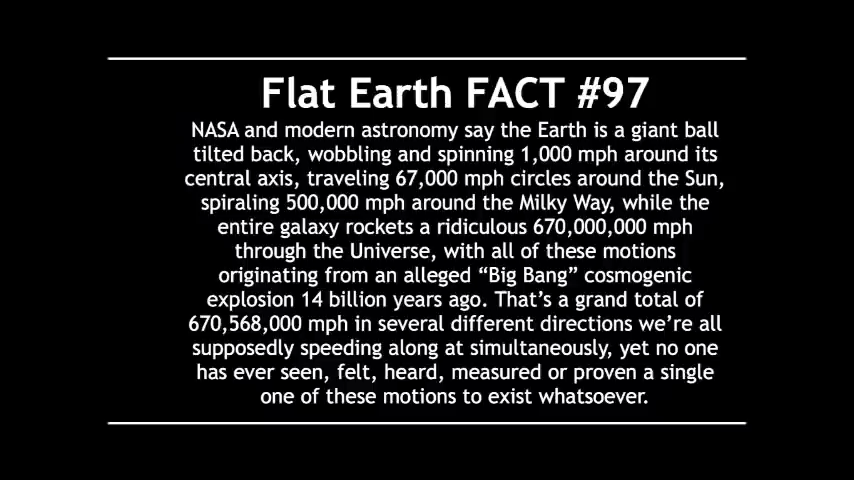 Flat Earth FACT #97
NASA and modern astronomy say the Earth is a giant ball
tilted back, wobbling and spinning 1,000 mph around its
central axis, traveling 67,000 mph circles around the Sun,
spiraling 500,000 mph around the Milky Way, while the
entire galaxy rockets a ridiculous 670,000,000 mph
through the Universe, with all of these motions
originating from an alleged “Big Bang” cosmogenic
explosion 14 billion years ago. That’s a grand total of
670,568,000 mph in several different directions we’re all
supposedly speeding along at simultaneously, yet no one
has ever seen, felt, heard, measured or proven a single
one of these motions to exist whatsoever.